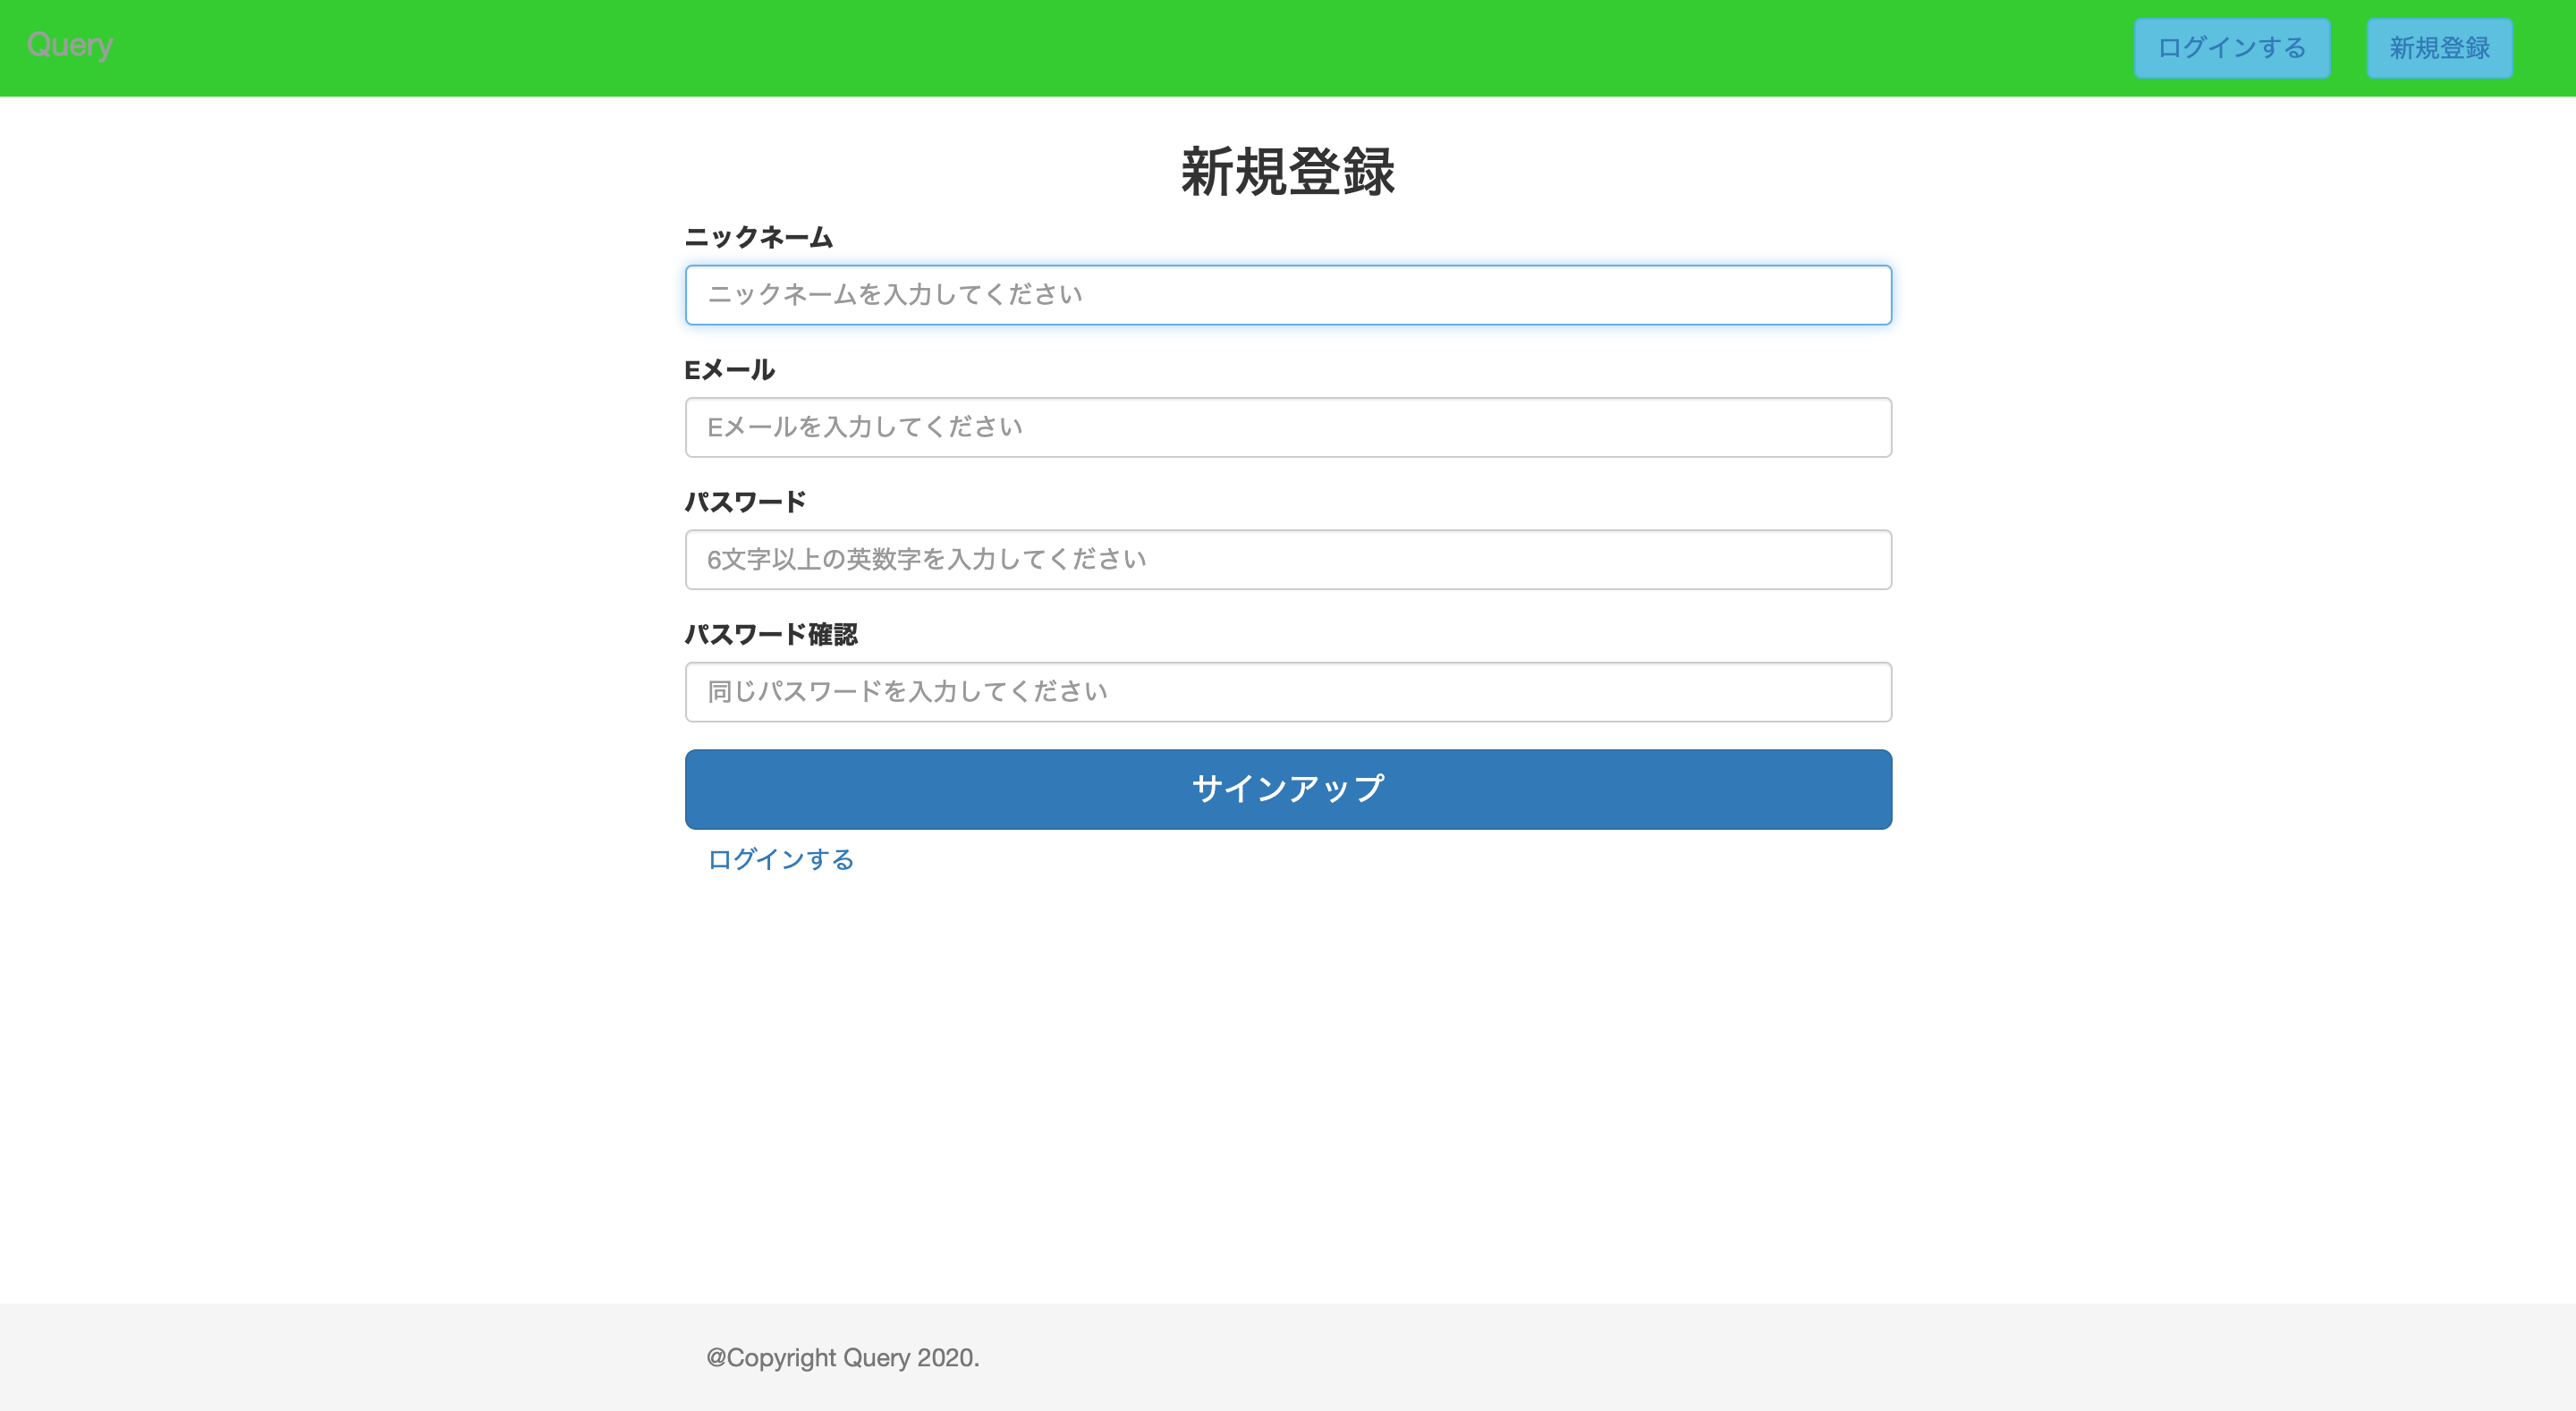 Query
ログインする
新規登録
新規登録
ニックネーム
ニックネームを入力してください
Eメール
Eメールを入力してください
パスワード
6文字以上の英数字を入力してください
パスワード確認
同じパスワードを入力してください
サインアップ
ログインする
@Copyright Query 2020.